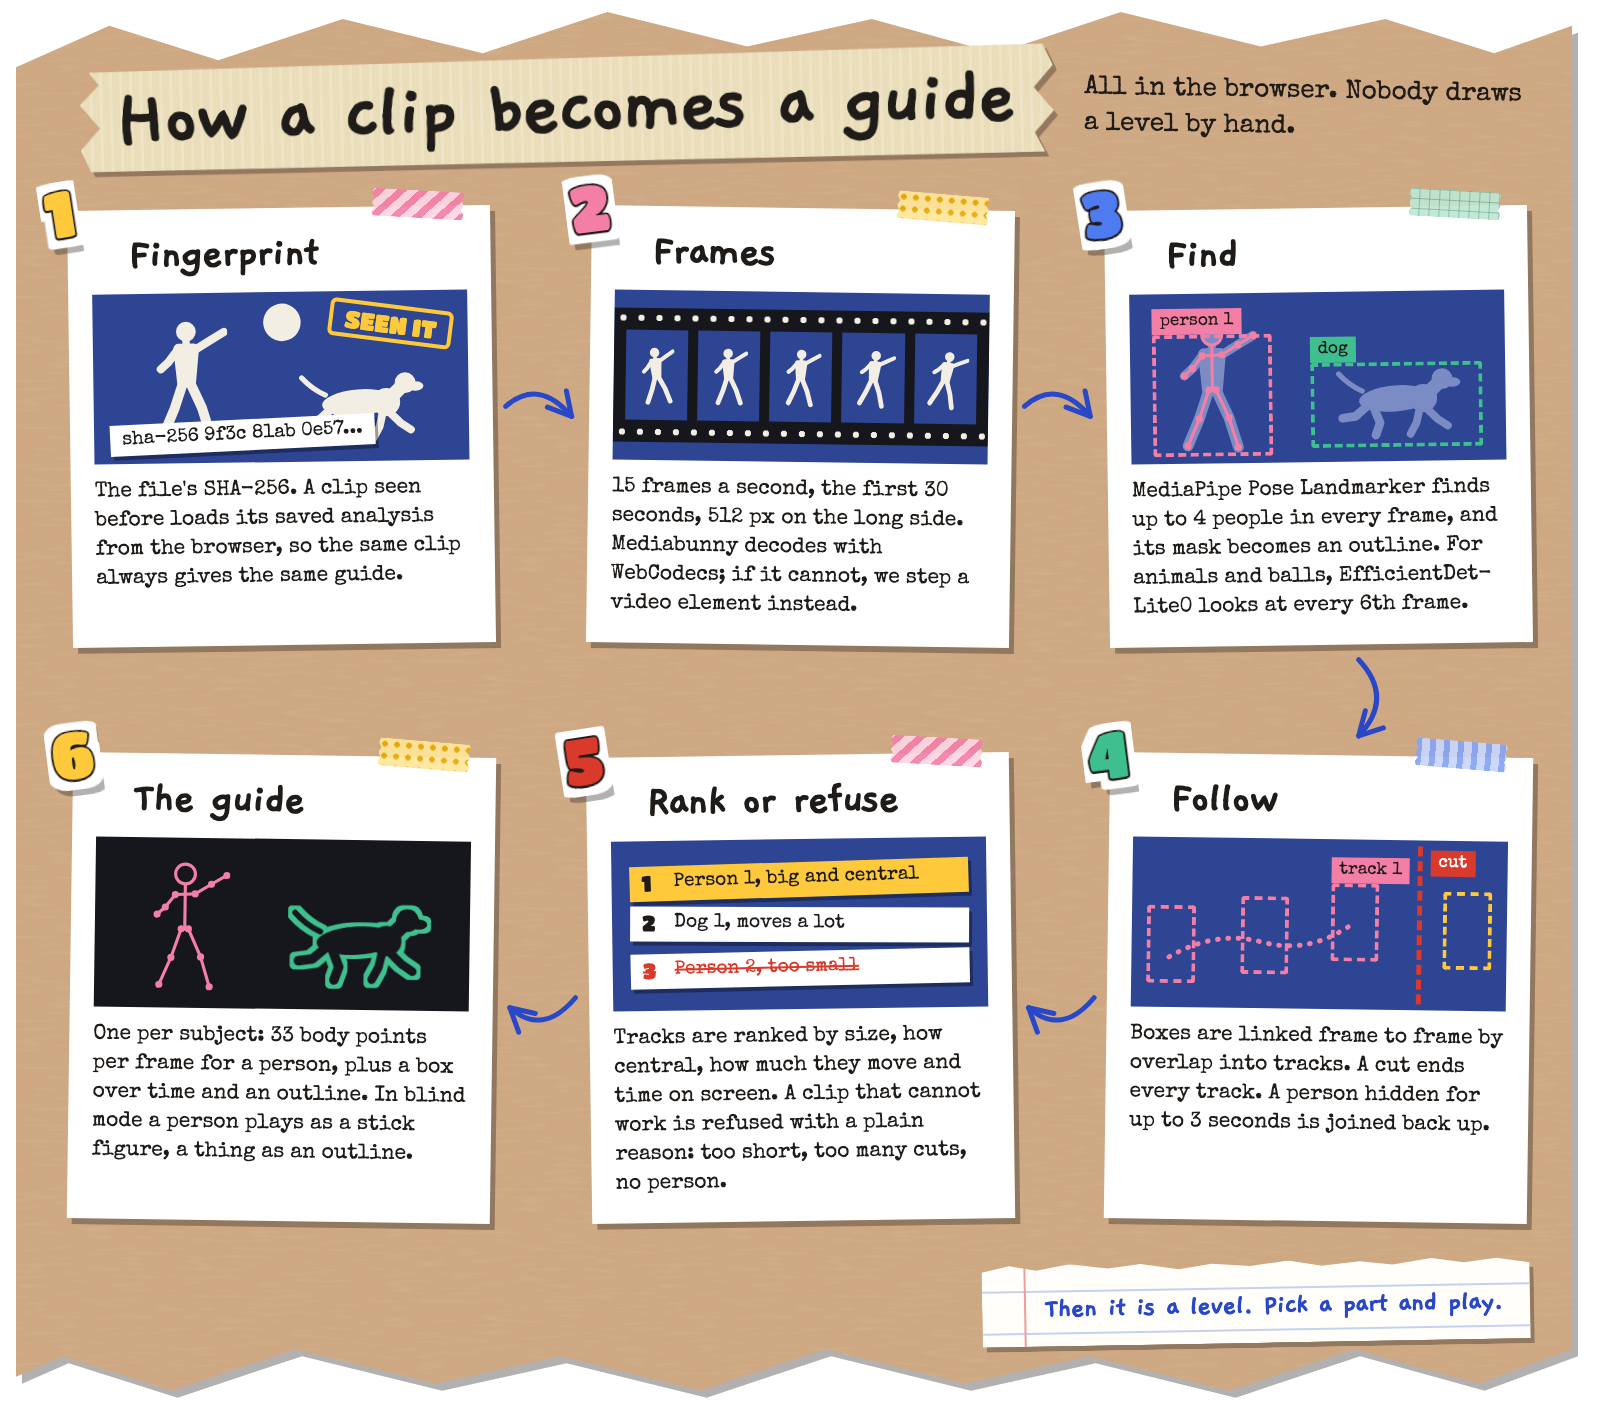 How a clip becomes a guide
All in the browser. Nobody draws
a level by hand.
1
Fingerprint
SEEN IT
sha-256 9f3c 81ab 0e57...
The file's SHA-256. A clip seen
before loads its saved analysis
from the browser, so the same clip
always gives the same guide.
2
Frames
15 frames a second, the first 30
seconds, 512 px on the long side.
Mediabunny decodes with
WebCodecs; if it cannot, we step a
video element instead.
3
Find
person 1
dog
MediaPipe Pose Landmarker finds
up to 4 people in every frame, and
its mask becomes an outline. For
animals and balls, EfficientDet-
Lite0 looks at every 6th frame.
4
Follow
track 1
cut
Boxes are linked frame to frame by
overlap into tracks. A cut ends
every track. A person hidden for
up to 3 seconds is joined back up.
5
Rank or refuse
1 Person 1, big and central
2 Dog 1, moves a lot
3 Person 2, too small
Tracks are ranked by size, how
central, how much they move and
time on screen. A clip that cannot
work is refused with a plain
reason: too short, too many cuts,
no person.
6
The guide
One per subject: 33 body points
per frame for a person, plus a box
over time and an outline. In blind
mode a person plays as a stick
figure, a thing as an outline.
Then it is a level. Pick a part and play.